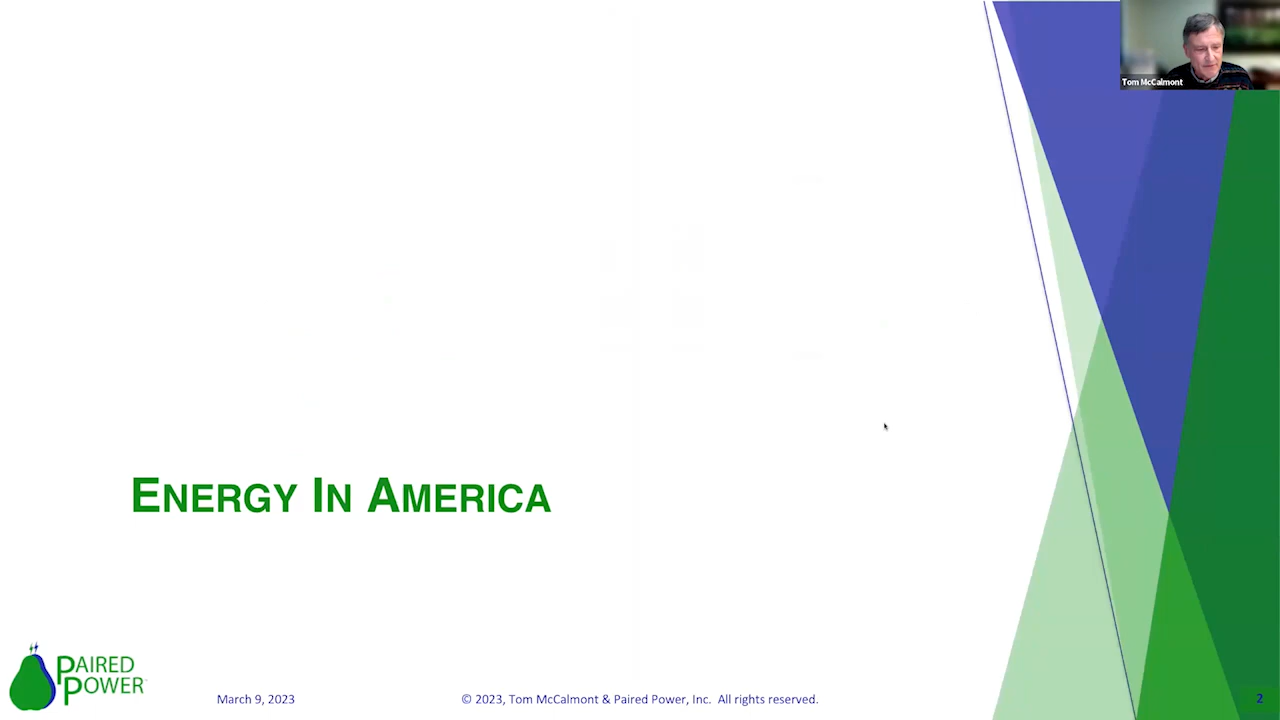 Tom McCalmont
ENERGY IN AMERICA
PAIRED
POWER
March 9, 2023
© 2023, Tom McCalmont & Paired Power, Inc. All rights reserved.
2